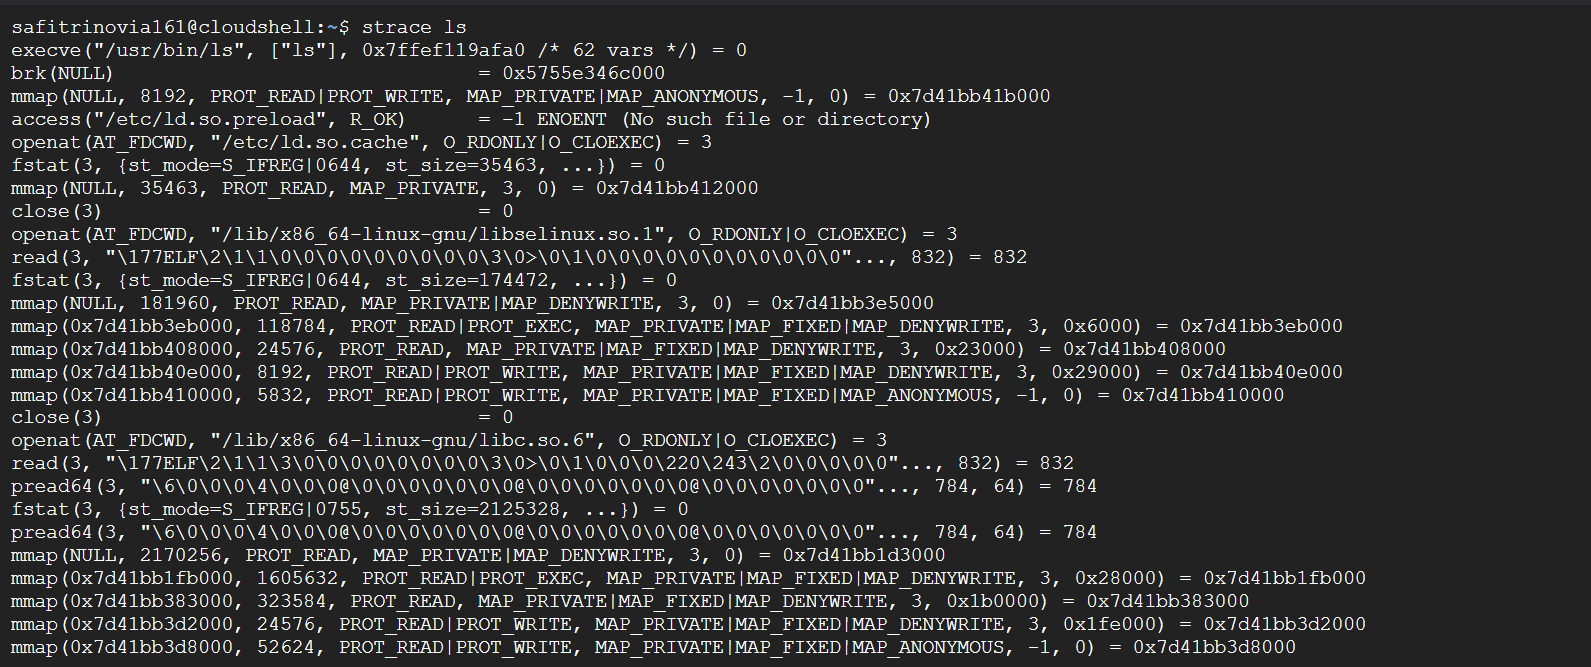 safitrinovia161@cloudshell:~$ strace ls
execve("/usr/bin/ls", ["ls"], 0x7ffef119afa0 /* 62 vars */) = 0
brk(NULL)                               = 0x5755e346c000
mmap(NULL, 8192, PROT_READ|PROT_WRITE, MAP_PRIVATE|MAP_ANONYMOUS, -1, 0) = 0x7d41bb41b000
access("/etc/ld.so.preload", R_OK)      = -1 ENOENT (No such file or directory)
openat(AT_FDCWD, "/etc/ld.so.cache", O_RDONLY|O_CLOEXEC) = 3
fstat(3, {st_mode=S_IFREG|0644, st_size=35463, ...}) = 0
mmap(NULL, 35463, PROT_READ, MAP_PRIVATE, 3, 0) = 0x7d41bb412000
close(3)                                = 0
openat(AT_FDCWD, "/lib/x86_64-linux-gnu/libselinux.so.1", O_RDONLY|O_CLOEXEC) = 3
read(3, "\177ELF\2\1\1\0\0\0\0\0\0\0\0\0\3\0>\0\1\0\0\0\0\0\0\0\0\0\0\0"..., 832) = 832
fstat(3, {st_mode=S_IFREG|0644, st_size=174472, ...}) = 0
mmap(NULL, 181960, PROT_READ, MAP_PRIVATE|MAP_DENYWRITE, 3, 0) = 0x7d41bb3e5000
mmap(0x7d41bb3eb000, 118784, PROT_READ|PROT_EXEC, MAP_PRIVATE|MAP_FIXED|MAP_DENYWRITE, 3, 0x6000) = 0x7d41bb3eb000
mmap(0x7d41bb408000, 24576, PROT_READ, MAP_PRIVATE|MAP_FIXED|MAP_DENYWRITE, 3, 0x23000) = 0x7d41bb408000
mmap(0x7d41bb40e000, 8192, PROT_READ|PROT_WRITE, MAP_PRIVATE|MAP_FIXED|MAP_DENYWRITE, 3, 0x29000) = 0x7d41bb40e000
mmap(0x7d41bb410000, 5832, PROT_READ|PROT_WRITE, MAP_PRIVATE|MAP_FIXED|MAP_ANONYMOUS, -1, 0) = 0x7d41bb410000
close(3)                                = 0
openat(AT_FDCWD, "/lib/x86_64-linux-gnu/libc.so.6", O_RDONLY|O_CLOEXEC) = 3
read(3, "\177ELF\2\1\1\3\0\0\0\0\0\0\0\0\3\0>\0\1\0\0\0\220\243\2\0\0\0\0\0"..., 832) = 832
pread64(3, "\6\0\0\0\4\0\0\0@\0\0\0\0\0\0\0@\0\0\0\0\0\0\0@\0\0\0\0\0\0\0"..., 784, 64) = 784
fstat(3, {st_mode=S_IFREG|0755, st_size=2125328, ...}) = 0
pread64(3, "\6\0\0\0\4\0\0\0@\0\0\0\0\0\0\0@\0\0\0\0\0\0\0@\0\0\0\0\0\0\0"..., 784, 64) = 784
mmap(NULL, 2170256, PROT_READ, MAP_PRIVATE|MAP_DENYWRITE, 3, 0) = 0x7d41bb1d3000
mmap(0x7d41bb1fb000, 1605632, PROT_READ|PROT_EXEC, MAP_PRIVATE|MAP_FIXED|MAP_DENYWRITE, 3, 0x28000) = 0x7d41bb1fb000
mmap(0x7d41bb383000, 323584, PROT_READ, MAP_PRIVATE|MAP_FIXED|MAP_DENYWRITE, 3, 0x1b0000) = 0x7d41bb383000
mmap(0x7d41bb3d2000, 24576, PROT_READ|PROT_WRITE, MAP_PRIVATE|MAP_FIXED|MAP_DENYWRITE, 3, 0x1fe000) = 0x7d41bb3d2000
mmap(0x7d41bb3d8000, 52624, PROT_READ|PROT_WRITE, MAP_PRIVATE|MAP_FIXED|MAP_ANONYMOUS, -1, 0) = 0x7d41bb3d8000